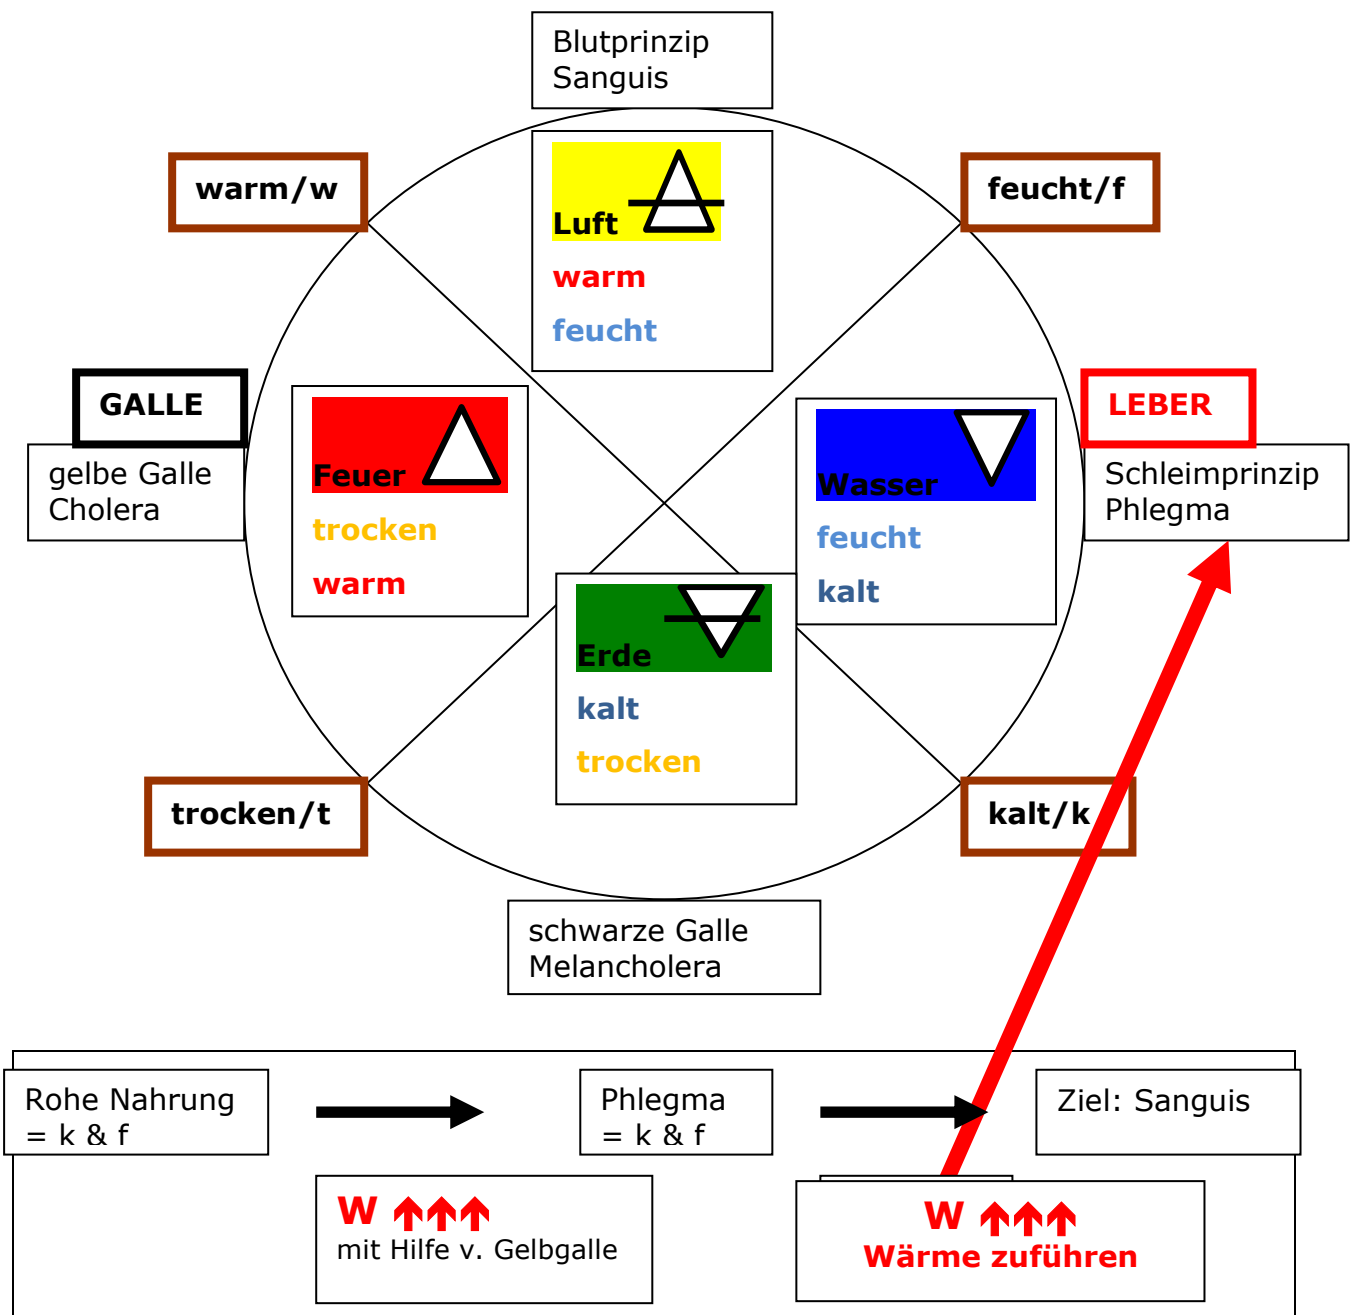 Blutprinzip
Sanguis
warm/w
feucht/f
Luft
warm
feucht
GALLE
gelbe Galle
Cholera
Feuer
trocken
warm
Wasser
feucht
kalt
LEBER
Schleimprinzip
Phlegma
Erde
kalt
trocken
trocken/t
kalt/k
schwarze Galle
Melancholera
Rohe Nahrung
= k & f
Phlegma
= k & f
Ziel: Sanguis
W ↑↑↑
mit Hilfe v. Gelbgalle
W ↑↑↑
Wärme zuführen